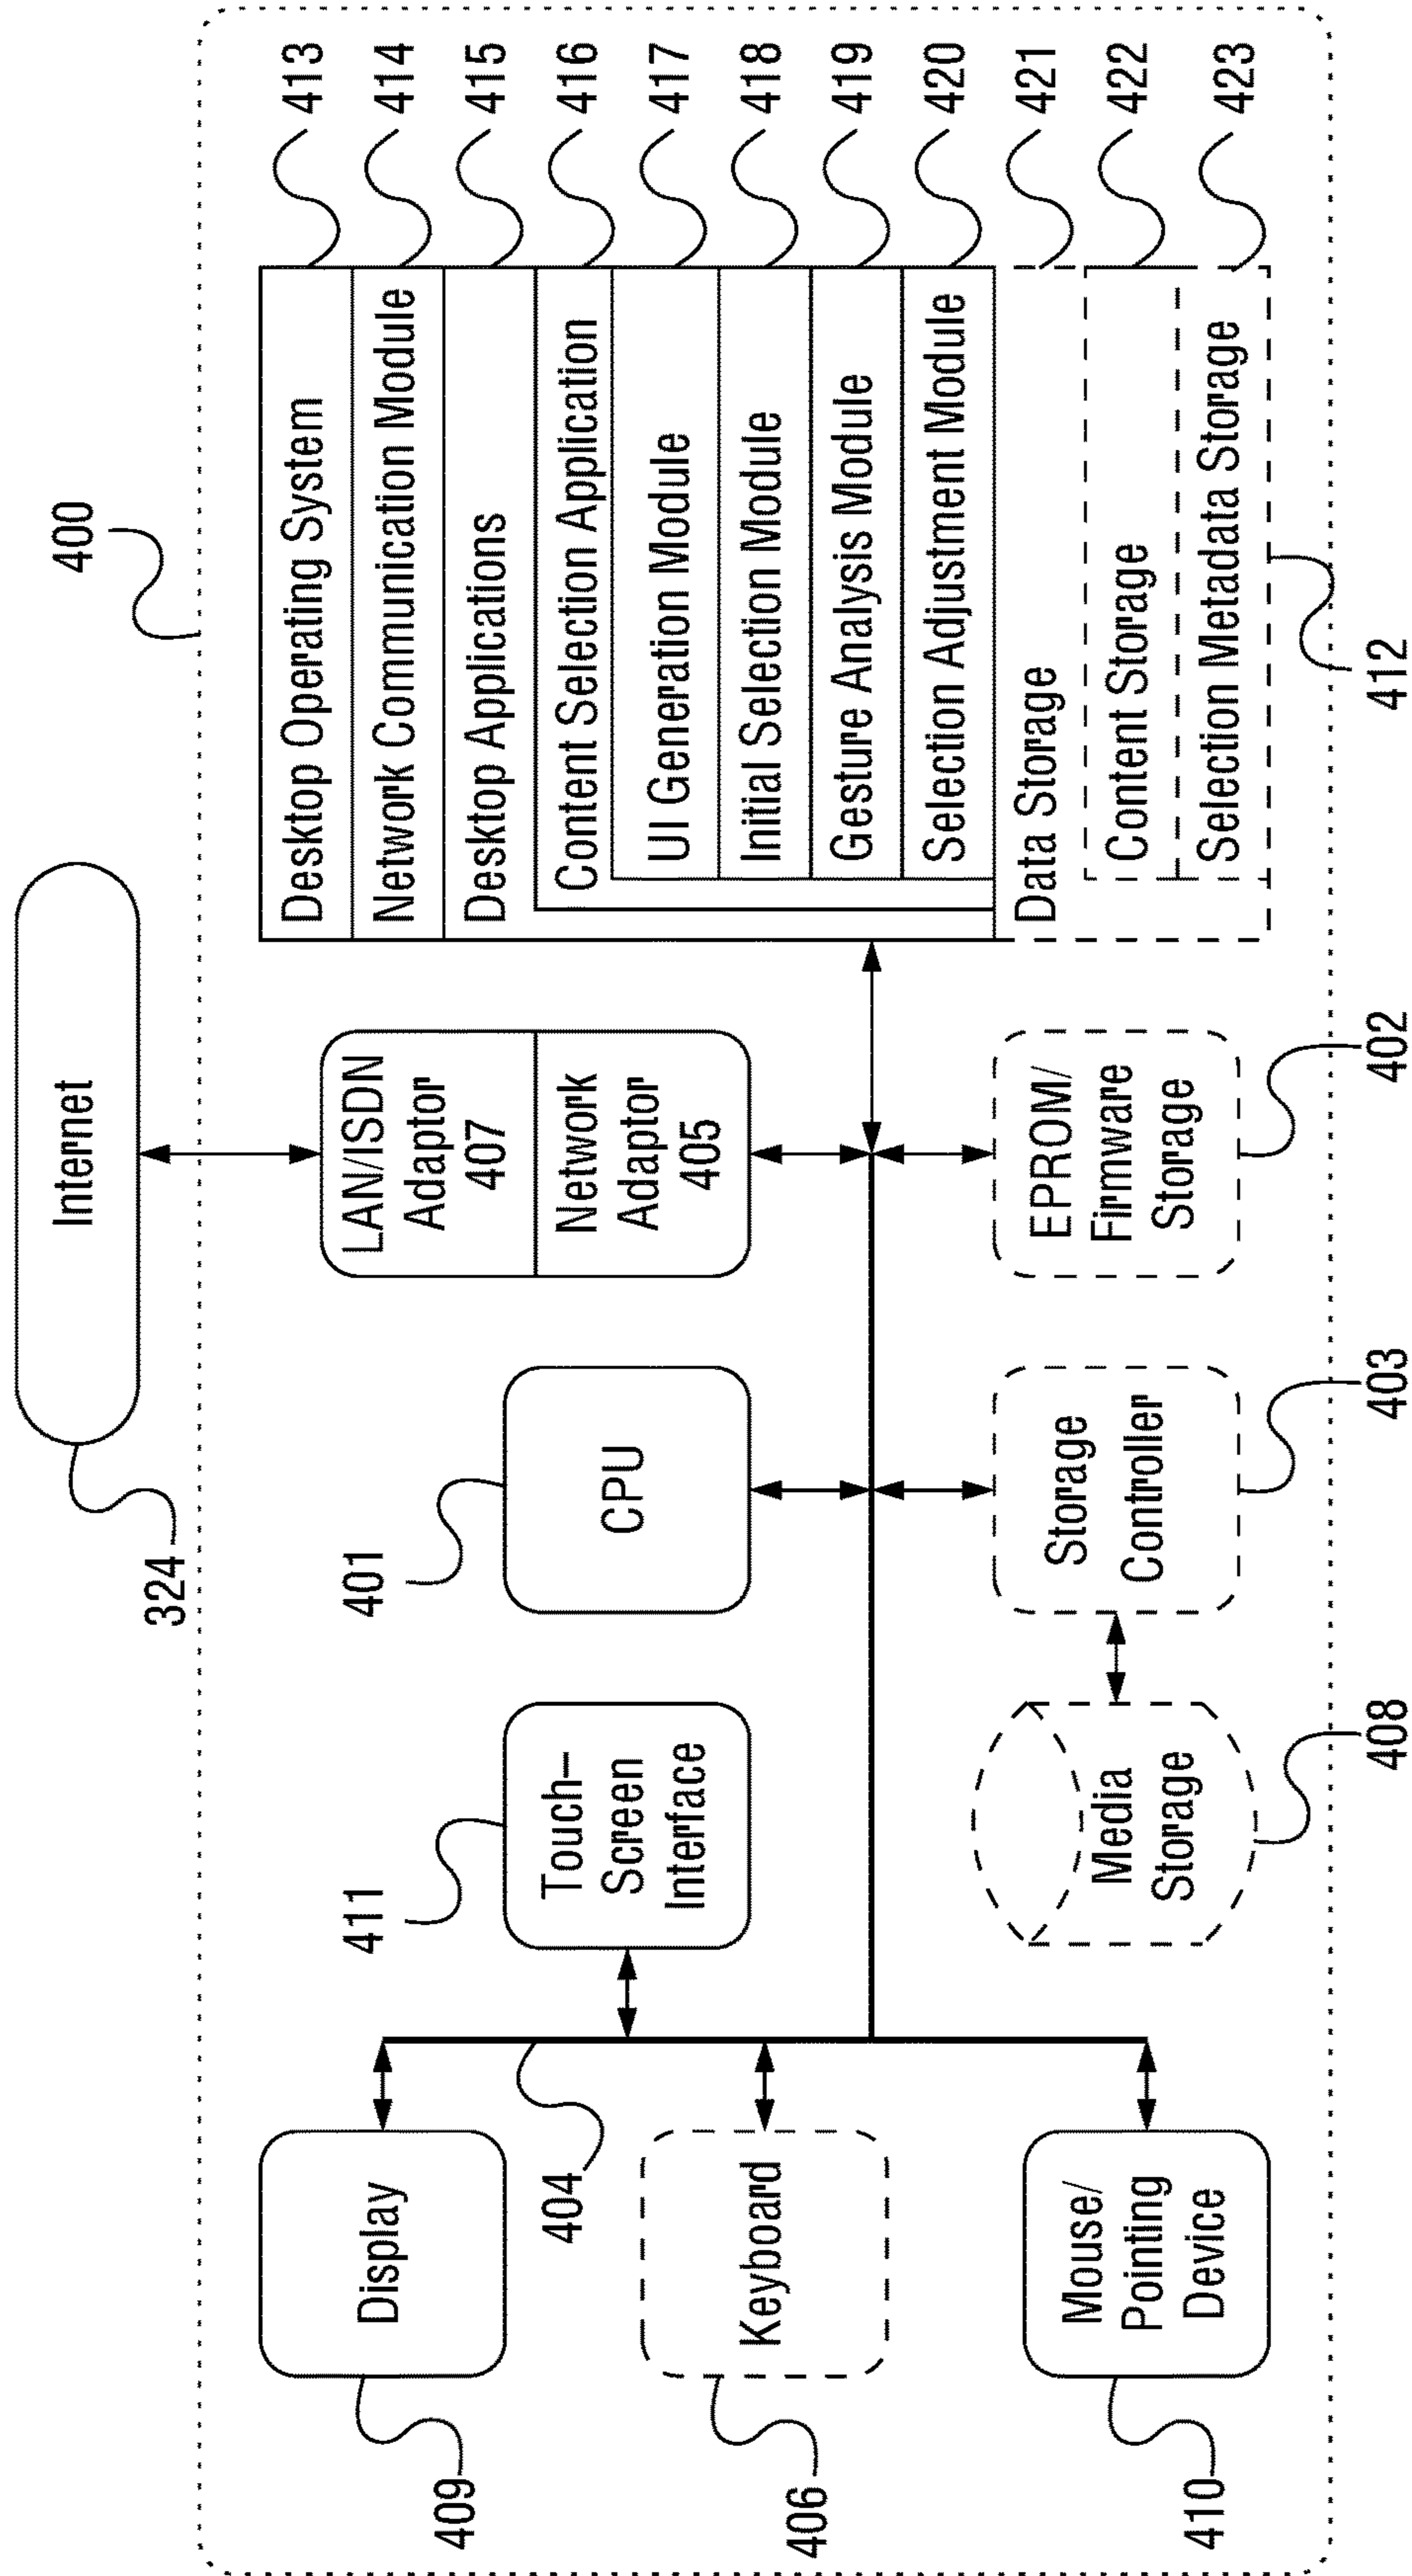 Internet
324
400
Display
409
404
Keyboard
406
Mouse/
Pointing
Device
410
411
Touch–
Screen
Interface
401
CPU
LAN/ISDN
Adaptor
407
Network
Adaptor
405
Media
Storage
408
Storage
Controller
403
EPROM/
Firmware
Storage
402
Desktop Operating System
413
Network Communication Module
414
Desktop Applications
415
Content Selection Application
416
UI Generation Module
417
Initial Selection Module
418
Gesture Analysis Module
419
Selection Adjustment Module
420
Data Storage
421
Content Storage
422
Selection Metadata Storage
423
412